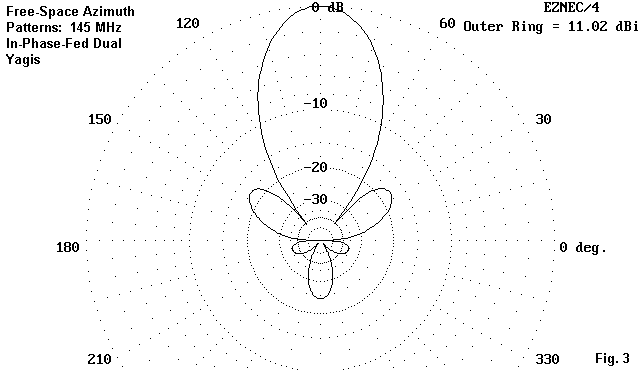 Free-Space Azimuth
Patterns: 145 MHz
In-Phase-Fed Dual
Yagis
0 dB
EZNEC/4
Outer Ring = 11.02 dBi
120
60
-10
150
30
-20
-30
180
0 deg.
210
330
Fig. 3